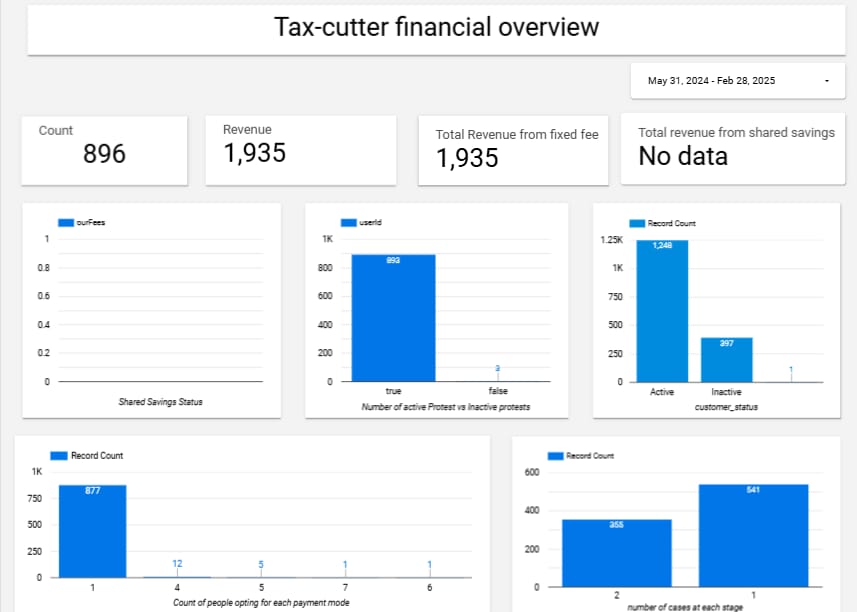 Tax-cutter financial overview
May 31, 2024 - Feb 28, 2025
Count
896
Revenue
1,935
Total Revenue from fixed fee
1,935
Total revenue from shared savings
No data
ourFees
1
0.8
0.6
0.4
0.2
0
Shared Savings Status
userId
1K
800
600
400
200
0
893
3
true
false
Number of active Protest vs Inactive protests
Record Count
1.25K
1K
750
500
250
0
1,248
397
1
Active
Inactive
customer_status
Record Count
1K
750
500
250
0
877
12
5
1
1
1
4
5
7
6
Count of people opting for each payment mode
Record Count
600
400
200
0
355
541
2
1
number of cases at each stage